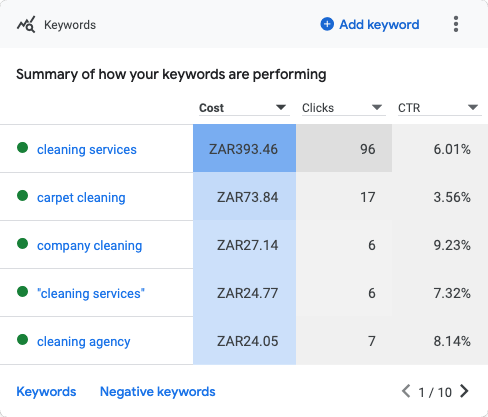 Keywords
Add keyword
Summary of how your keywords are performing
Cost Clicks CTR
cleaning services ZAR393.46 96 6.01%
carpet cleaning ZAR73.84 17 3.56%
company cleaning ZAR27.14 6 9.23%
"cleaning services" ZAR24.77 6 7.32%
cleaning agency ZAR24.05 7 8.14%
Keywords Negative keywords 1 / 10